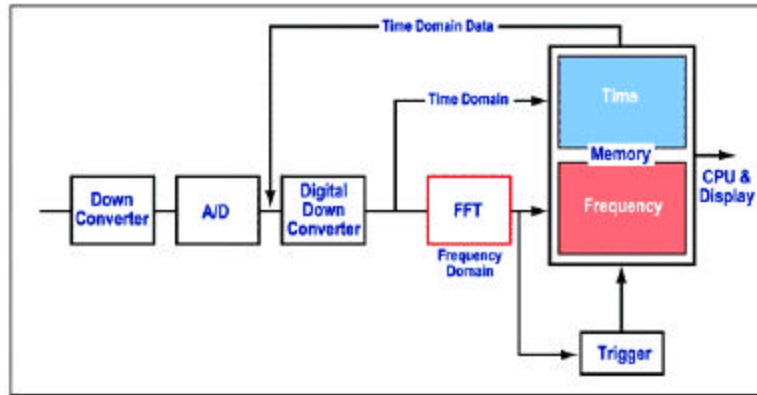 Time Domain Data
Time Domain
Time
Memory
Frequency
CPU &
Display
Down
Converter
A/D
Digital
Down
Converter
FFT
Frequency
Domain
Trigger